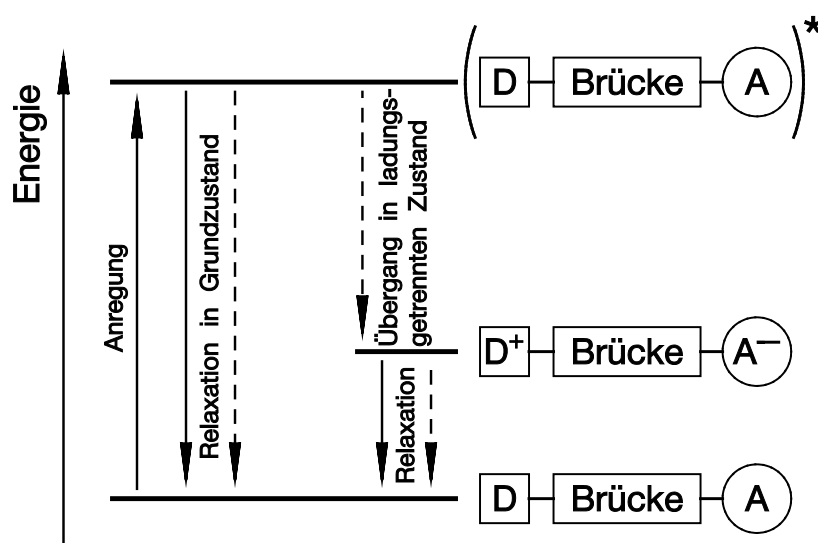 Energie
Anregung
Relaxation in Grundzustand
Übergang in ladungs-
getrennten Zustand
Relaxation
( D Brücke A )*
D+ Brücke A−
D Brücke A